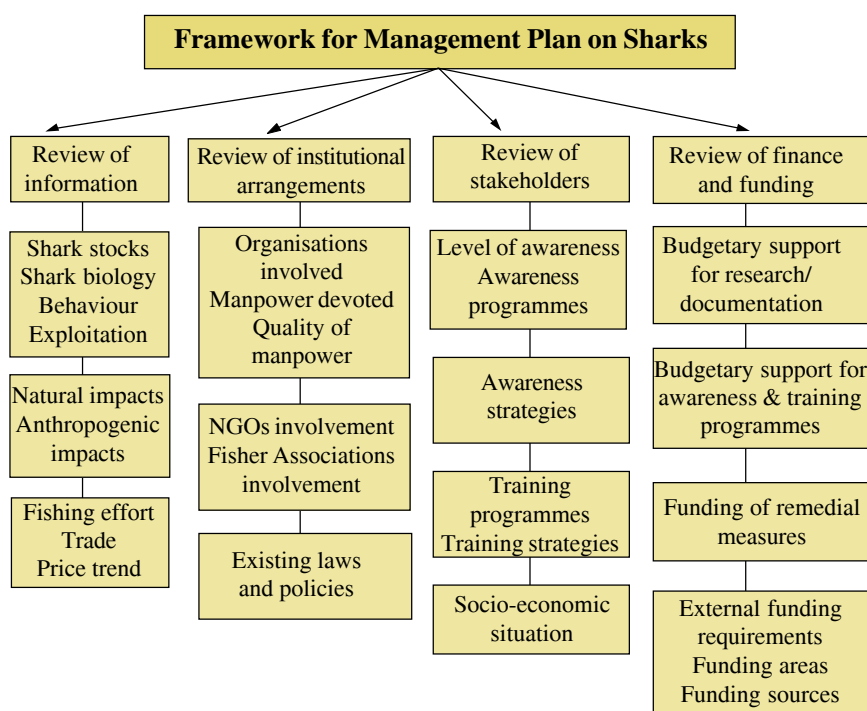 Framework for Management Plan on Sharks
Review of
information
Shark stocks
Shark biology
Behaviour
Exploitation
Natural impacts
Anthropogenic
impacts
Fishing effort
Trade
Price trend
Review of institutional
arrangements
Organisations
involved
Manpower devoted
Quality of
manpower
NGOs involvement
Fisher Associations
involvement
Existing laws
and policies
Review of
stakeholders
Level of awareness
Awareness
programmes
Awareness
strategies
Training
programmes
Training strategies
Socio-economic
situation
Review of finance
and funding
Budgetary support
for research/
documentation
Budgetary support for
awareness & training
programmes
Funding of remedial
measures
External funding
requirements
Funding areas
Funding sources